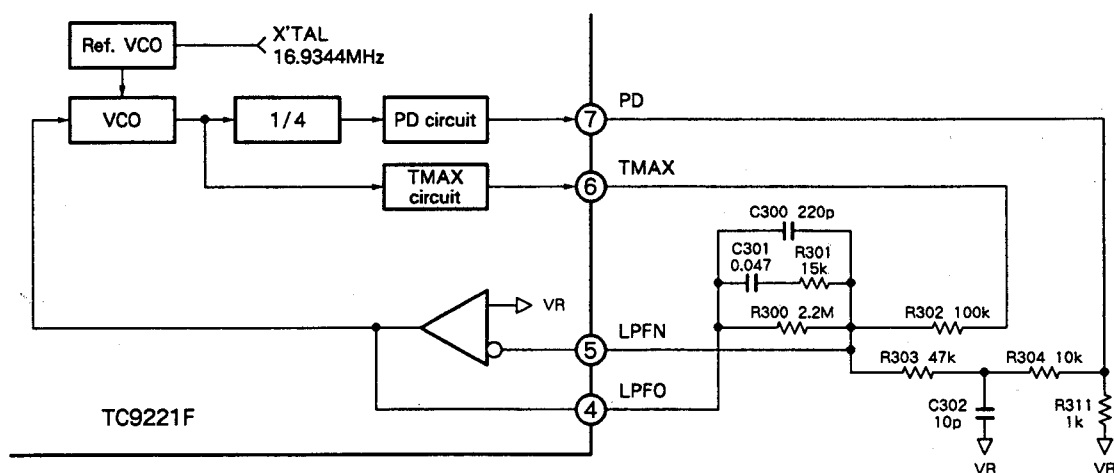 Ref. VCO
X'TAL
16.9344MHz
VCO
1/4
PD circuit
7
PD
TMAX
circuit
6
TMAX
C300 220p
C301
0.047
R301
15k
R300 2.2M
R302 100k
VR
5
LPFN
R303 47k
R304 10k
4
LPFO
C302
10p
R311
1k
VR
VR
TC9221F